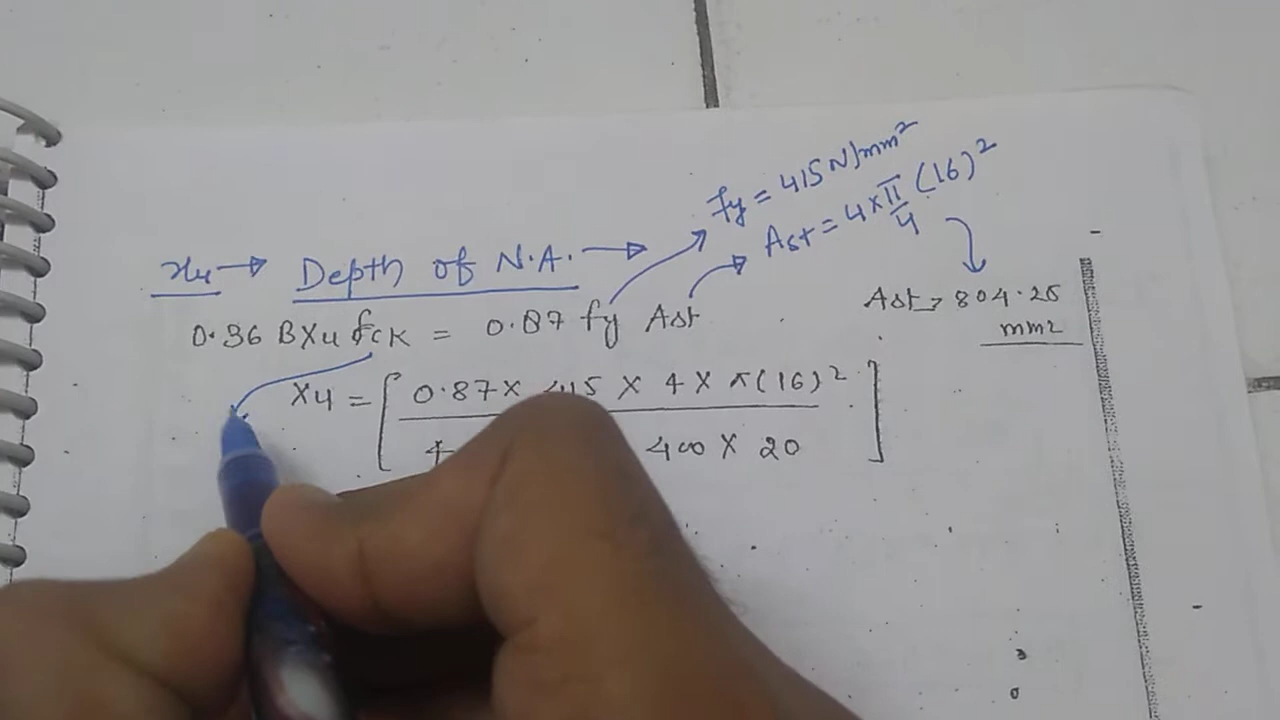 fy = 415 N/mm²
Ast = 4 x π/4 (16)²
xu → Depth of N.A. →
Ast = 804.25 mm2
0.36 B Xu fck = 0.87 fy Ast
Xu = [ 0.87 x 415 x 4 x π (16)²
4 400 x 20 ]